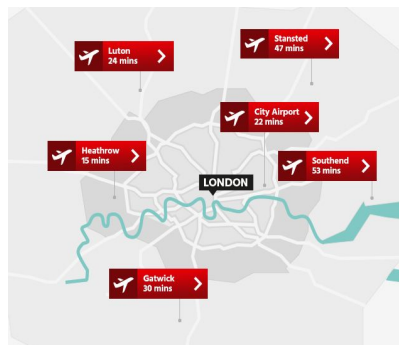 Stansted
47 mins
Luton
24 mins
City Airport
22 mins
Heathrow
15 mins
Southend
53 mins
LONDON
Gatwick
30 mins